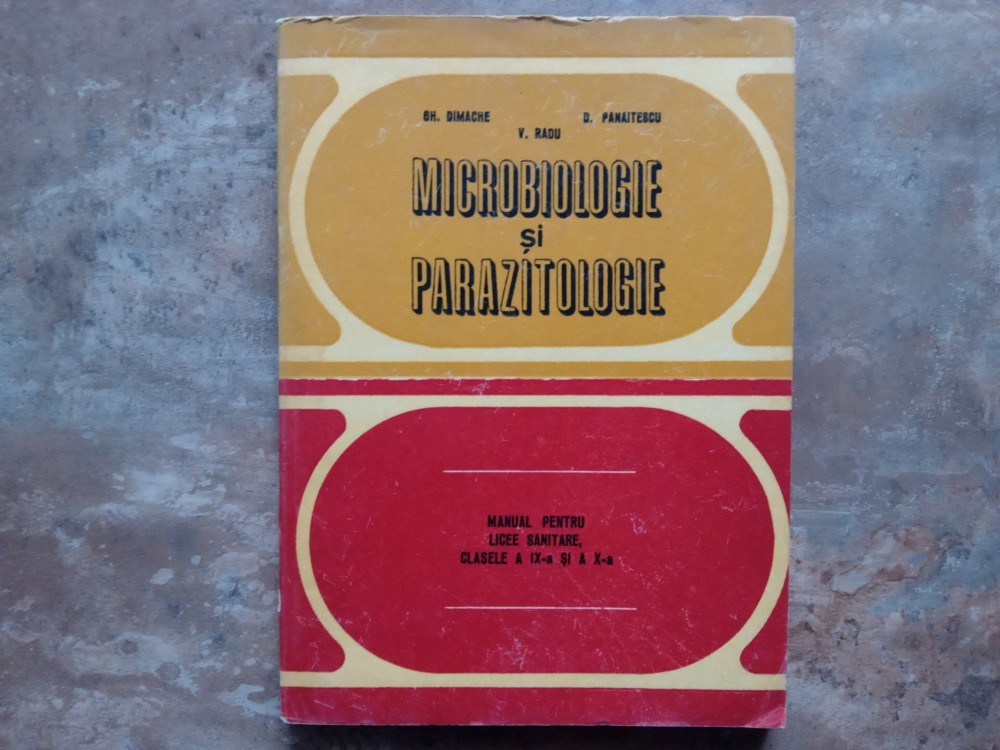 GH. DIMACHE D. PANAITESCU
V. RADU
MICROBIOLOGIE
și
PARAZITOLOGIE
MANUAL PENTRU
LICEE SANITARE,
CLASELE A IX-a ȘI A X-a